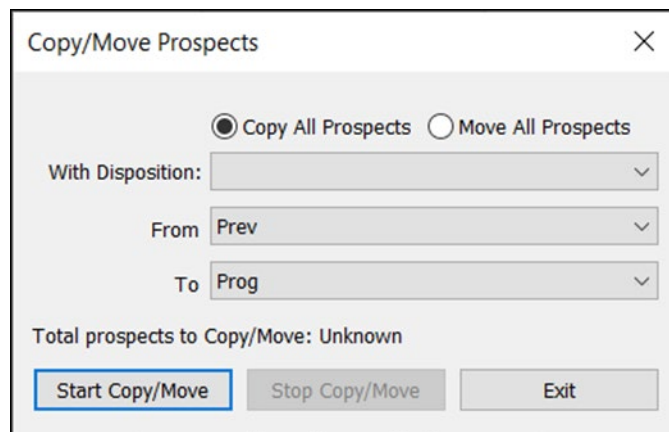 Copy/Move Prospects
Copy All Prospects Move All Prospects
With Disposition:
From Prev
To Prog
Total prospects to Copy/Move: Unknown
Start Copy/Move Stop Copy/Move Exit